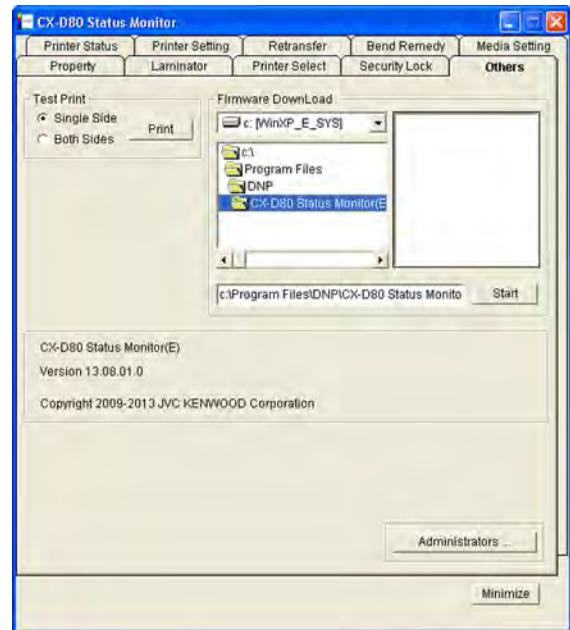 CX-D80 Status Monitor
Printer Status Printer Setting Retransfer Bend Remedy Media Setting
Property Laminator Printer Select Security Lock Others
Test Print
Single Side
Both Sides
Print
Firmware DownLoad
c: [WinXP_E_SYS]
c:\
Program Files
DNP
CX-D80 Status Monitor(E
c:\Program Files\DNP\CX-D80 Status Monito
Start
CX-D80 Status Monitor(E)
Version 13.08.01.0
Copyright 2009-2013 JVC KENWOOD Corporation
Administrators ...
Minimize